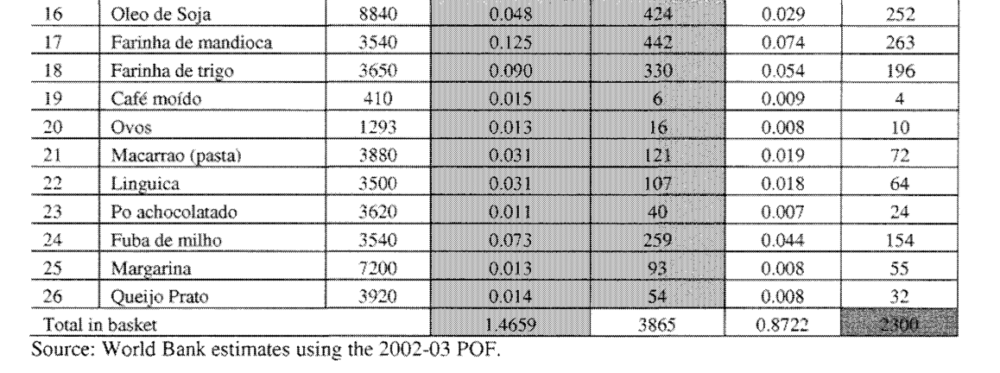 16 Oleo de Soja 8840 0.048 424 0.029 252
17 Farinha de mandioca 3540 0.125 442 0.074 263
18 Farinha de trigo 3650 0.090 330 0.054 196
19 Café moído 410 0.015 6 0.009 4
20 Ovos 1293 0.013 16 0.008 10
21 Macarrao (pasta) 3880 0.031 121 0.019 72
22 Linguica 3500 0.031 107 0.018 64
23 Po achocolatado 3620 0.011 40 0.007 24
24 Fuba de milho 3540 0.073 259 0.044 154
25 Margarina 7200 0.013 93 0.008 55
26 Queijo Prato 3920 0.014 54 0.008 32
Total in basket 1.4659 3865 0.8722 2300
Source: World Bank estimates using the 2002-03 POF.